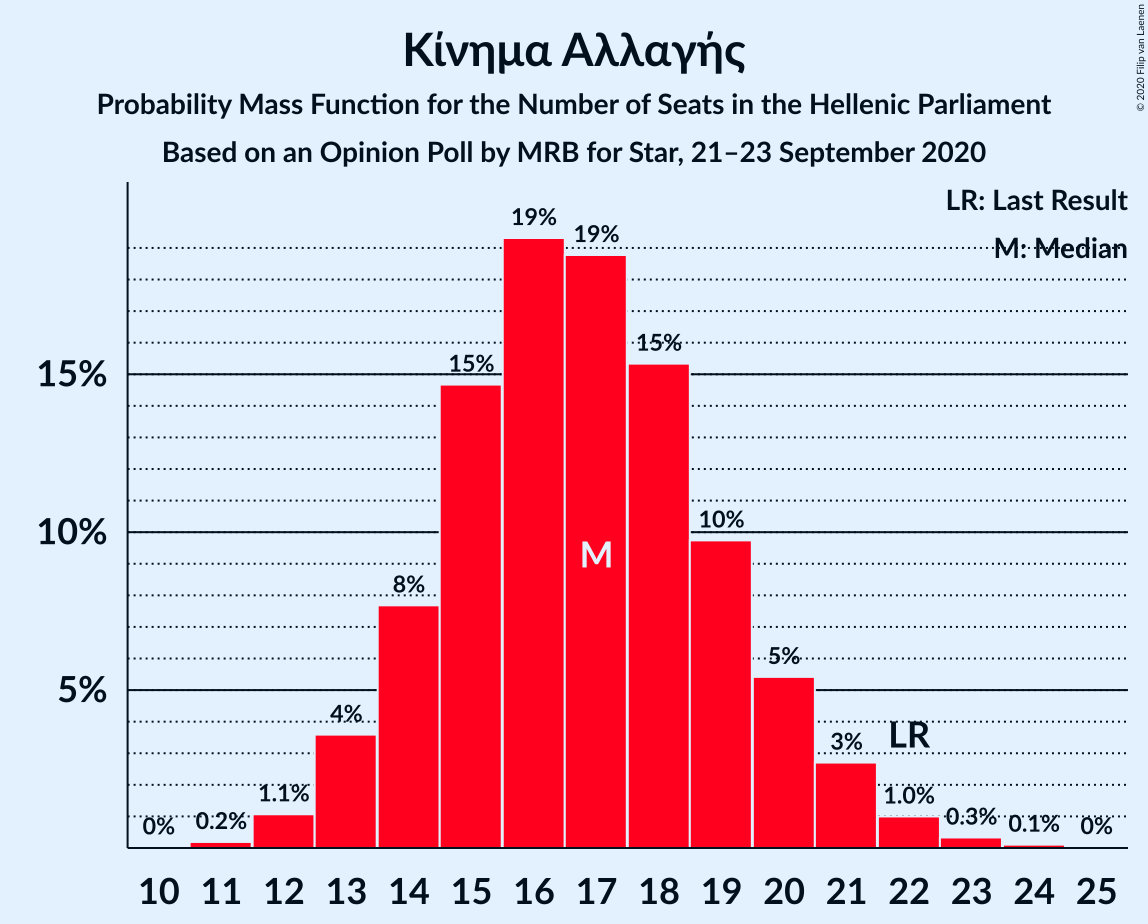 Κίνημα Αλλαγής
Probability Mass Function for the Number of Seats in the Hellenic Parliament
Based on an Opinion Poll by MRB for Star, 21–23 September 2020
© 2020 Filip van Laenen
LR: Last Result
M: Median
19%
19%
15%
15%
15%
10%
10%
M
8%
5%
5%
4%
3%
LR
1.1%
1.0%
0%
0.2%
0.3%
0.1%
0%
10 11 12 13 14 15 16 17 18 19 20 21 22 23 24 25